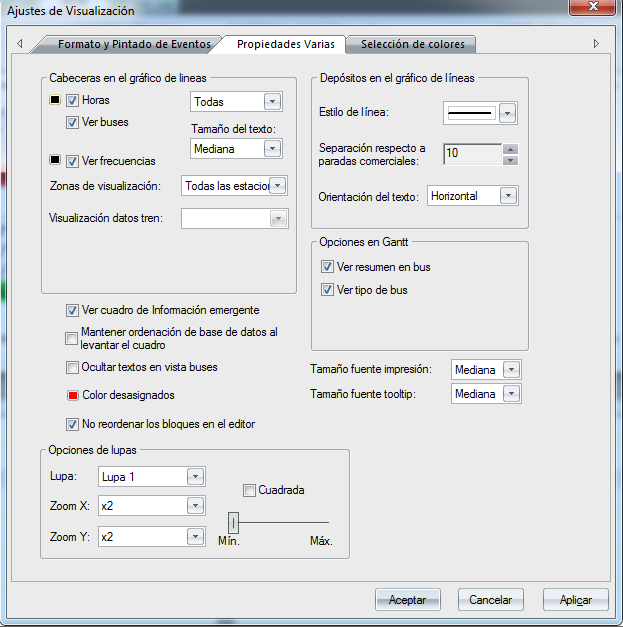 Ajustes de Visualización
Formato y Pintado de Eventos
Propiedades Varias
Selección de colores
Cabeceras en el gráfico de lineas
Horas
Todas
Ver buses
Tamaño del texto:
Mediana
Ver frecuencias
Zonas de visualización:
Todas las estacion
Visualización datos tren:
Depósitos en el gráfico de líneas
Estilo de línea:
Separación respecto a
paradas comerciales:
10
Orientación del texto:
Horizontal
Opciones en Gantt
Ver resumen en bus
Ver tipo de bus
Ver cuadro de Información emergente
Mantener ordenación de base de datos al
levantar el cuadro
Ocultar textos en vista buses
Color desasignados
No reordenar los bloques en el editor
Tamaño fuente impresión:
Mediana
Tamaño fuente tooltip:
Mediana
Opciones de lupas
Lupa:
Lupa 1
Cuadrada
Zoom X:
x2
Zoom Y:
x2
Mín.
Máx.
Aceptar
Cancelar
Aplicar